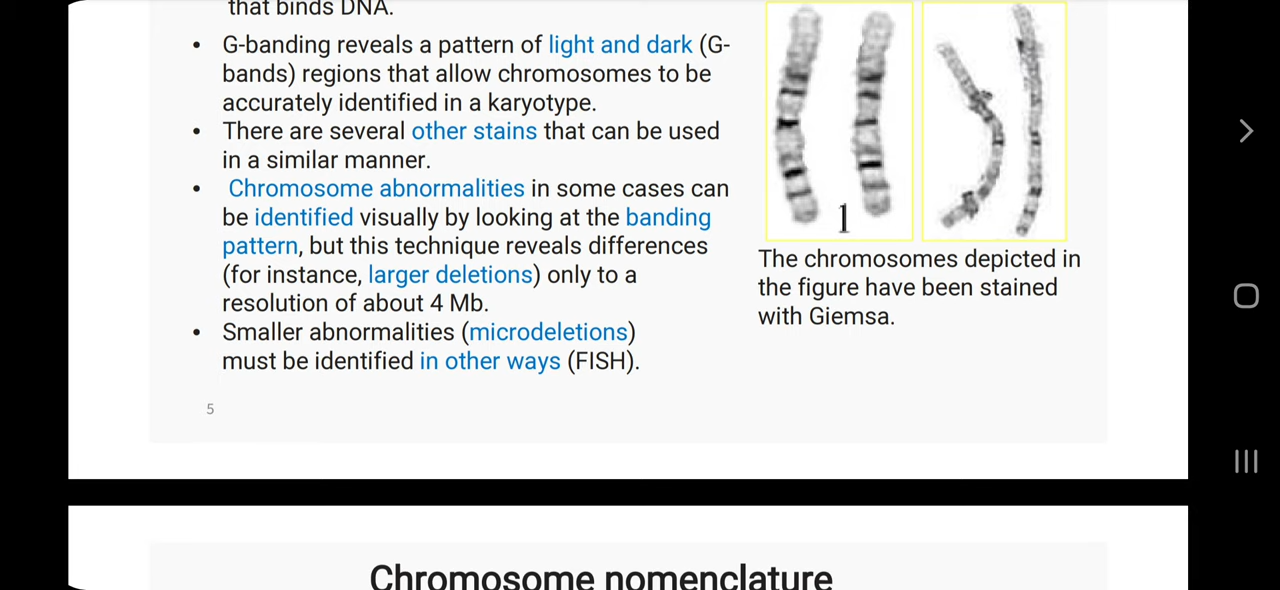 that binds DNA.
• G-banding reveals a pattern of light and dark (G-
bands) regions that allow chromosomes to be
accurately identified in a karyotype.
• There are several other stains that can be used
in a similar manner.
• Chromosome abnormalities in some cases can
be identified visually by looking at the banding
pattern, but this technique reveals differences
(for instance, larger deletions) only to a
resolution of about 4 Mb.
• Smaller abnormalities (microdeletions)
must be identified in other ways (FISH).
5
1
The chromosomes depicted in
the figure have been stained
with Giemsa.
Chromosome nomenclature